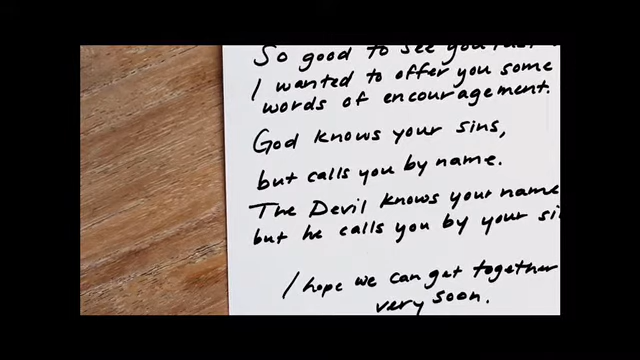 So good to see you
I wanted to offer you some
words of encouragement.
God knows your sins,
but calls you by name.
The Devil knows your name
but he calls you by your
I hope we can get together
very soon.